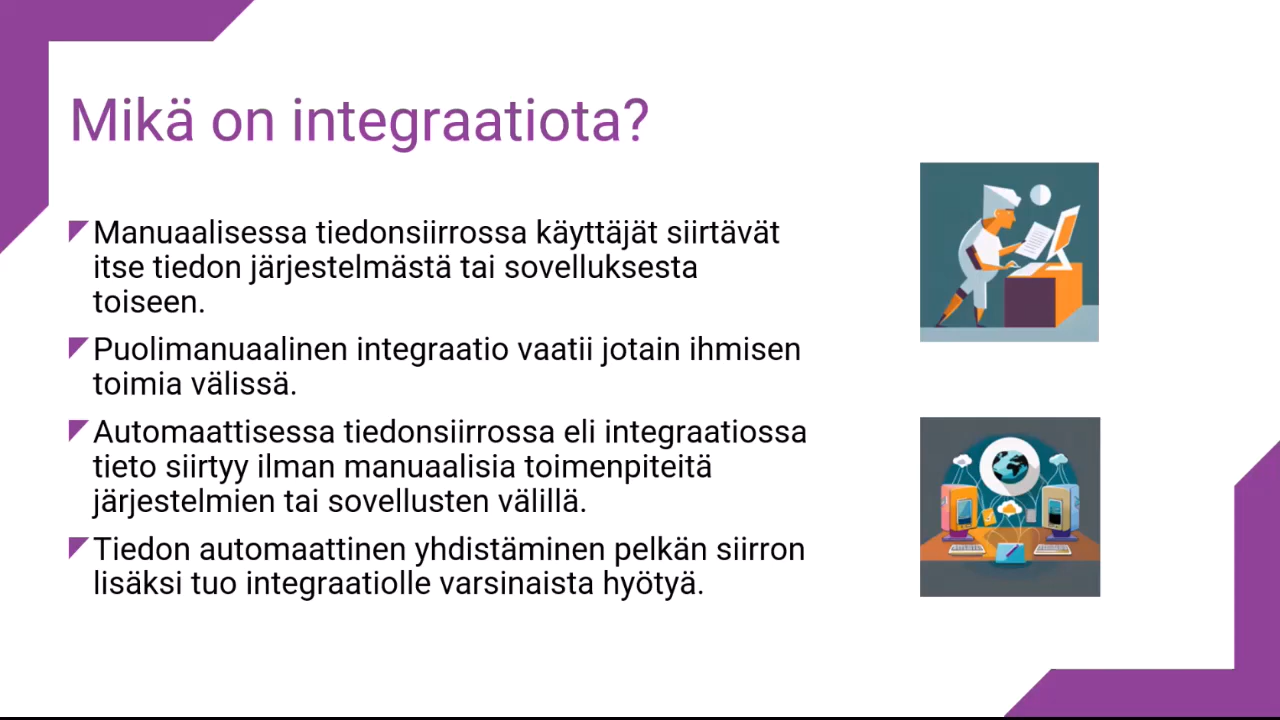 Mikä on integraatiota?
Manuaalisessa tiedonsiirrossa käyttäjät siirtävät
itse tiedon järjestelmästä tai sovelluksesta
toiseen.
Puolimanuaalinen integraatio vaatii jotain ihmisen
toimia välissä.
Automaattisessa tiedonsiirrossa eli integraatiossa
tieto siirtyy ilman manuaalisia toimenpiteitä
järjestelmien tai sovellusten välillä.
Tiedon automaattinen yhdistäminen pelkän siirron
lisäksi tuo integraatiolle varsinaista hyötyä.